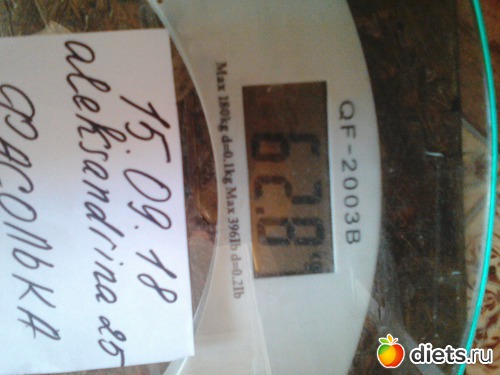 15.09.18
aleksandrina25
ФАСОЛЬКА
QF-2003B
62.8 kg
Max 180kg d=0.1kg Max 396lb d=0.2lb
diets.ru